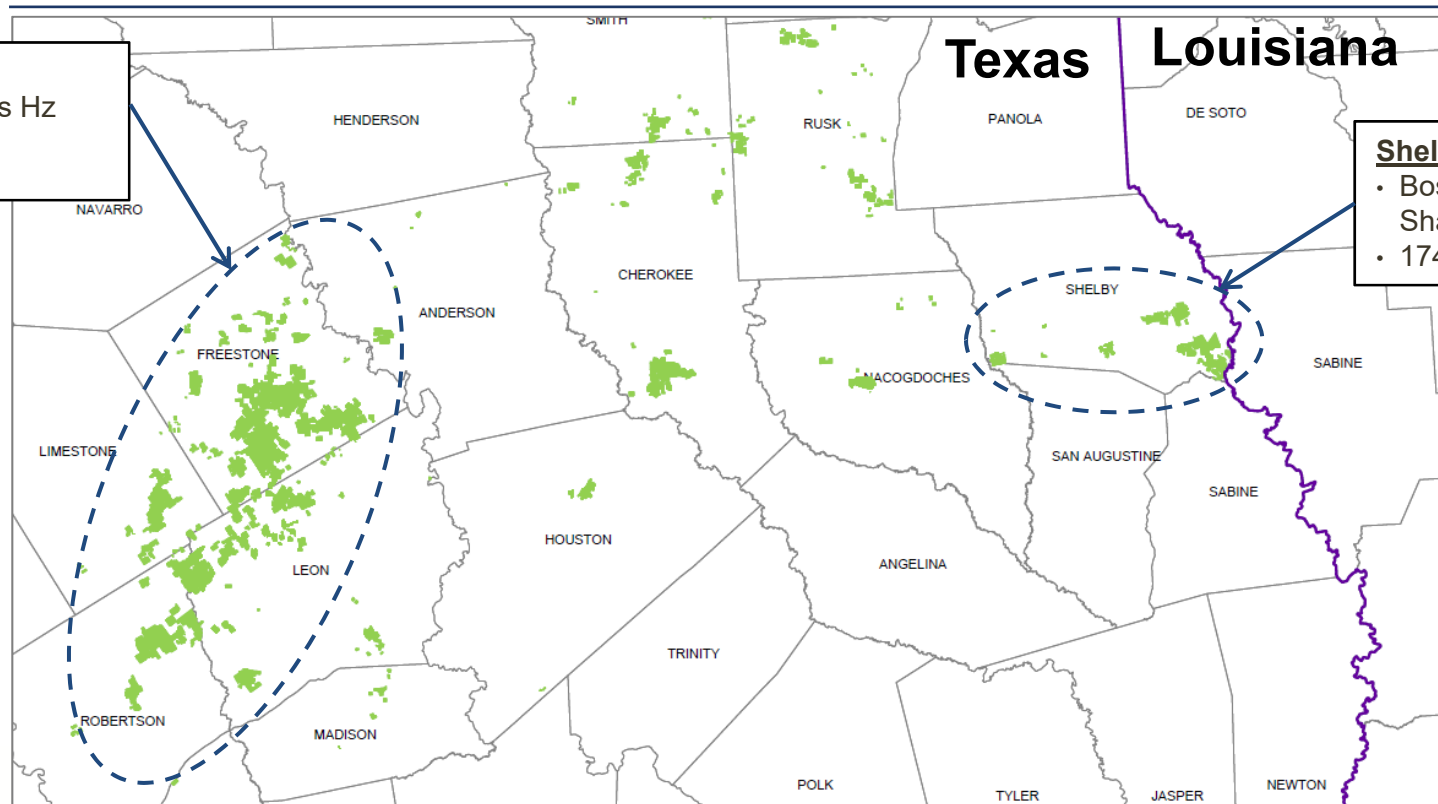 SMITH
Texas
Louisiana
s Hz
HENDERSON
RUSK
PANOLA
DE SOTO
Shel
• Bos
Sha
• 174
NAVARRO
CHEROKEE
SHELBY
ANDERSON
FREESTONE
NACOGDOCHES
SABINE
LIMESTONE
SAN AUGUSTINE
SABINE
HOUSTON
ANGELINA
LEON
TRINITY
ROBERTSON
MADISON
POLK
TYLER
JASPER
NEWTON